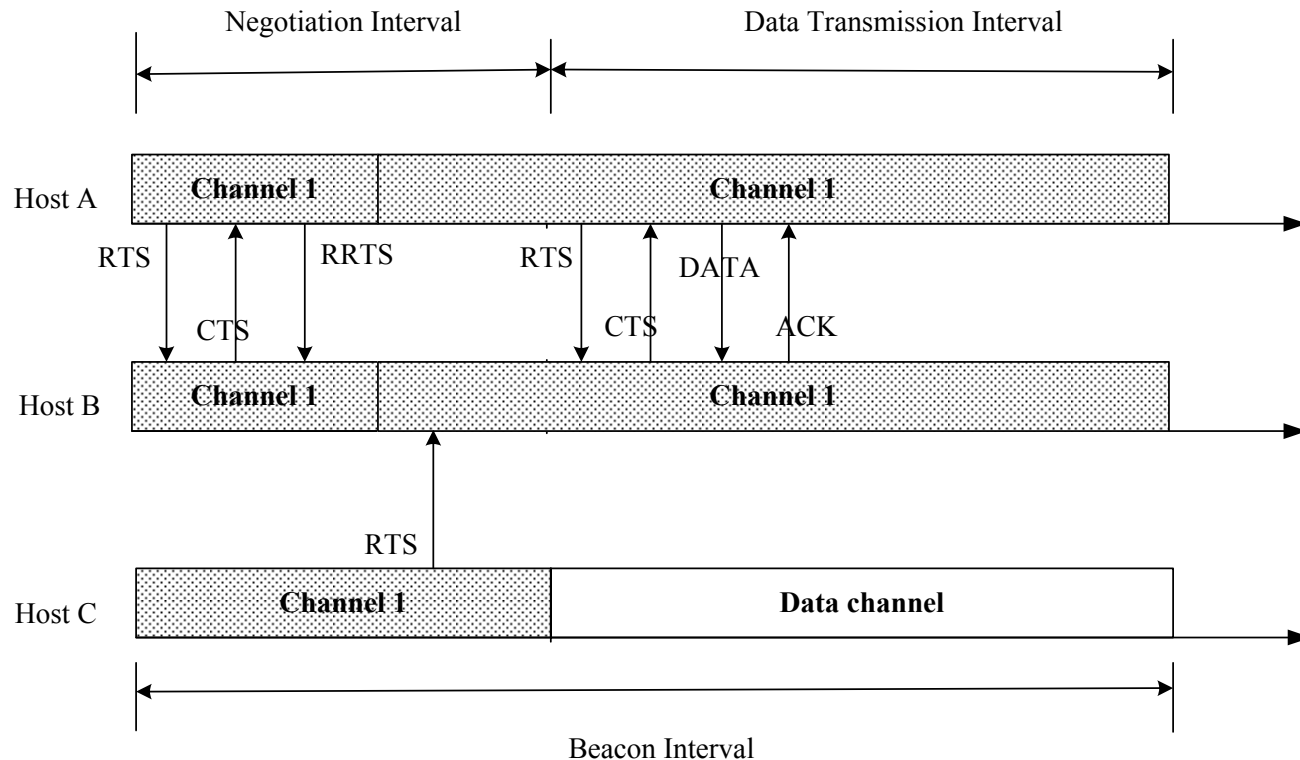 Negotiation Interval
Data Transmission Interval
Host A
Channel 1
Channel 1
RTS
RRTS
RTS
DATA
CTS
CTS
ACK
Host B
Channel 1
Channel 1
RTS
Host C
Channel 1
Data channel
Beacon Interval